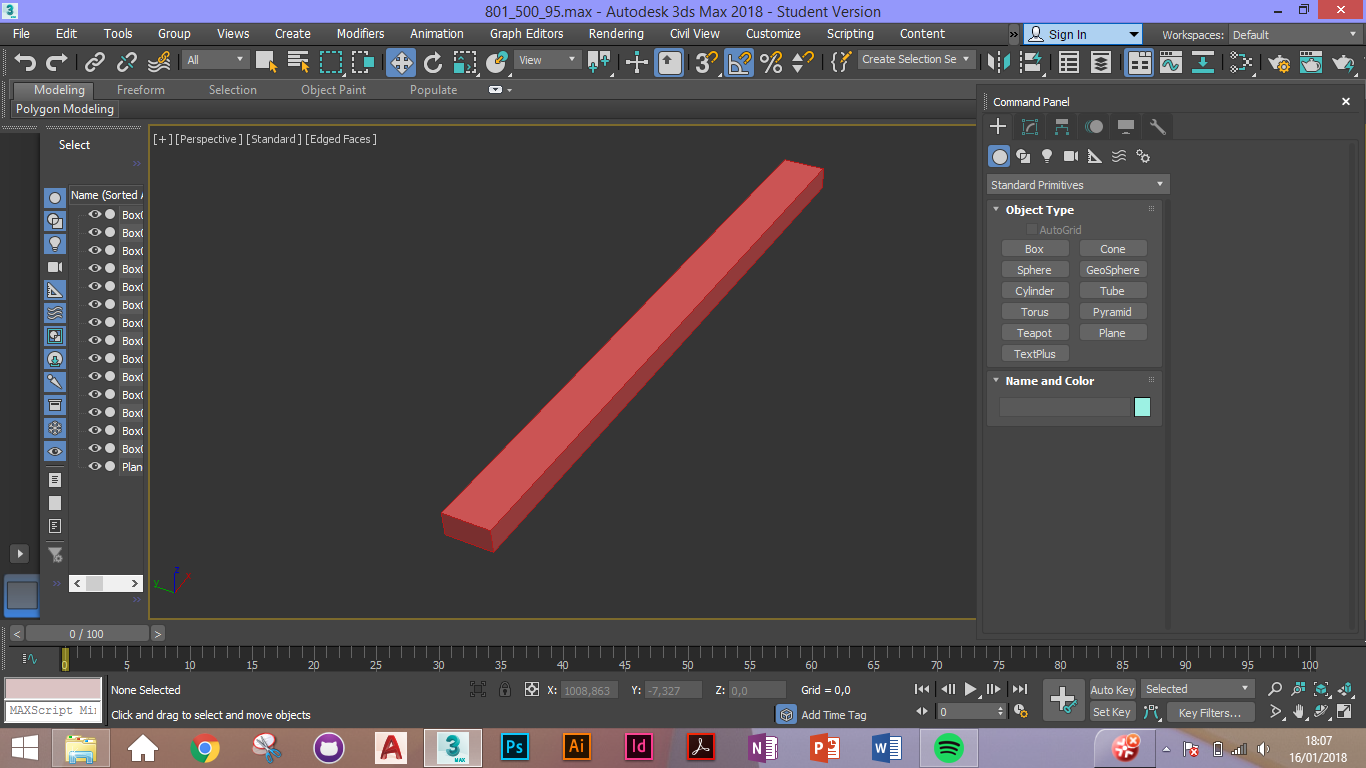 801_500_95.max - Autodesk 3ds Max 2018 - Student Version
File Edit Tools Group Views Create Modifiers Animation Graph Editors Rendering Civil View Customize Scripting Content » Sign In Workspaces: Default
All View Create Selection Se
Modeling Freeform Selection Object Paint Populate
Polygon Modeling
Command Panel
Select
[+] [Perspective ] [Standard ] [Edged Faces ]
Standard Primitives
Name (Sorted A
Object Type
AutoGrid
Box Cone
Sphere GeoSphere
Cylinder Tube
Torus Pyramid
Teapot Plane
TextPlus
Name and Color
Box0
Box0
Box0
Box0
Box0
Box0
Box0
Box0
Box0
Box0
Box0
Box0
Box0
Box0
Plan
z
y
x
< 0 / 100 >
0 5 10 15 20 25 30 35 40 45 50 55 60 65 70 75 80 85 90 95 100
None Selected X: 1008,863 Y: -7,327 Z: 0,0 Grid = 0,0 Auto Key Selected
MAXScript Mi
Click and drag to select and move objects Add Time Tag 0 Set Key Key Filters...
3 MAX Ps Ai Id N P W
A
18:07
16/01/2018